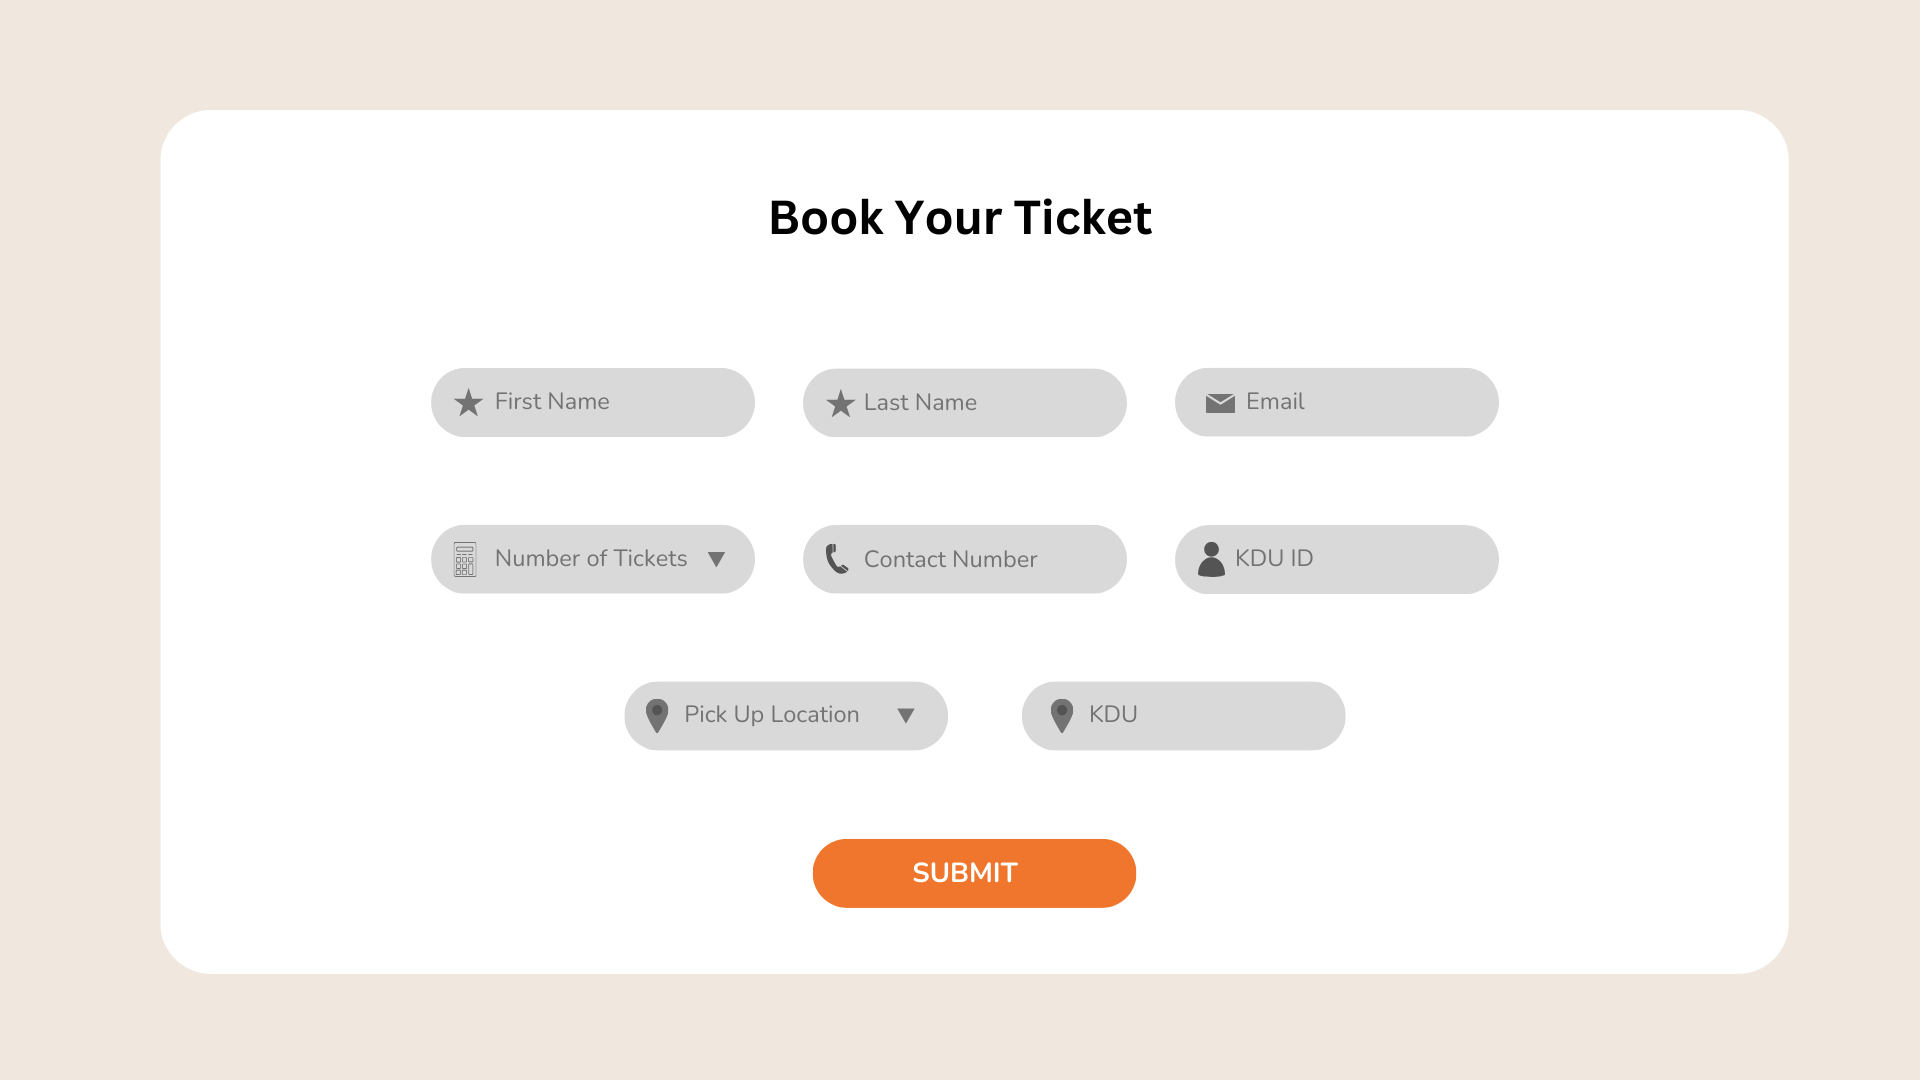 Book Your Ticket
First Name
Last Name
Email
Number of Tickets
Contact Number
KDU ID
Pick Up Location
KDU
SUBMIT